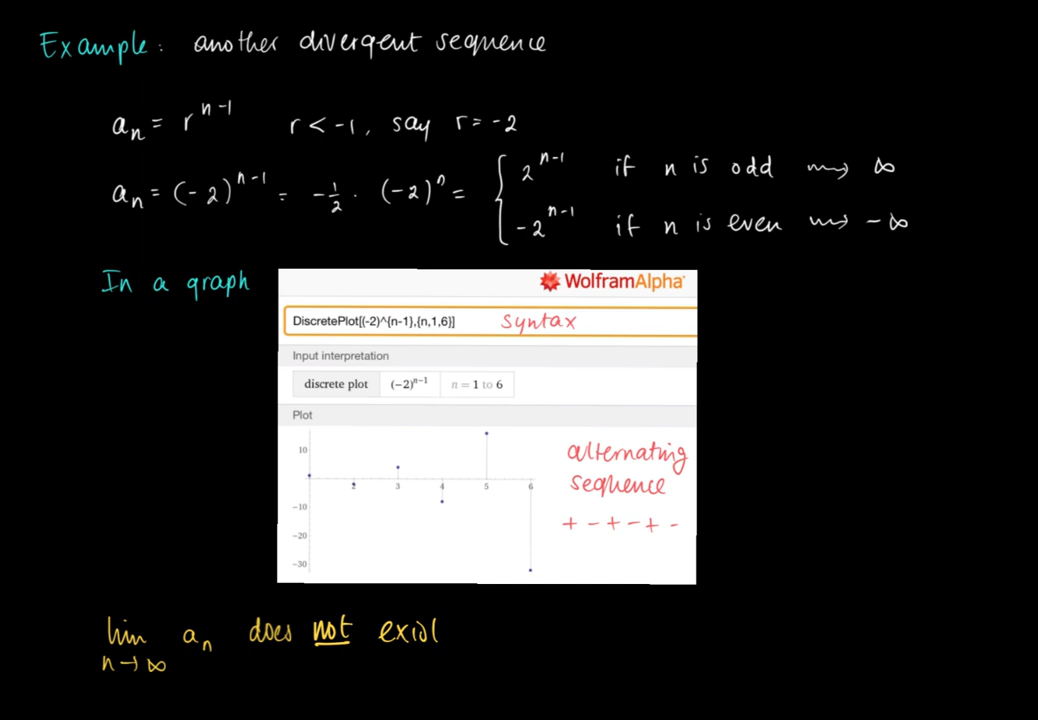 Example: another divergent sequence
aₙ = rⁿ⁻¹ r < -1, say r = -2
aₙ = (-2)ⁿ⁻¹ = -1/2 · (-2)ⁿ = { 2ⁿ⁻¹ if n is odd ⇝ ∞
-2ⁿ⁻¹ if n is even ⇝ -∞
In a graph
WolframAlpha
DiscretePlot[(-2)^{n-1},{n,1,6}] syntax
Input interpretation
discrete plot (−2)ⁿ⁻¹ n = 1 to 6
Plot
10
alternating
2 3 4 5 6
sequence
-10
+ - + - + -
-20
-30
lim aₙ does not exist
n → ∞